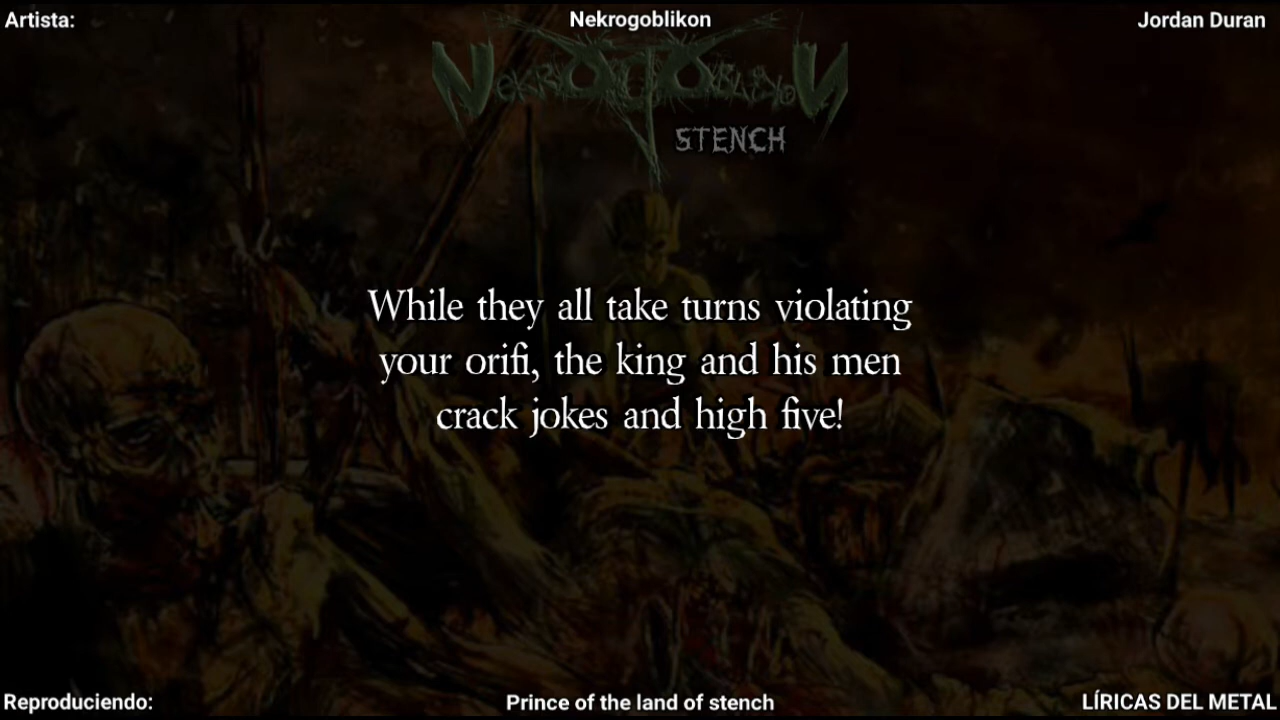 Artista:
Nekrogoblikon
Jordan Duran
NEKROGOBLIKON
STENCH
While they all take turns violating
your orifi, the king and his men
crack jokes and high five!
Reproduciendo:
Prince of the land of stench
LÍRICAS DEL METAL